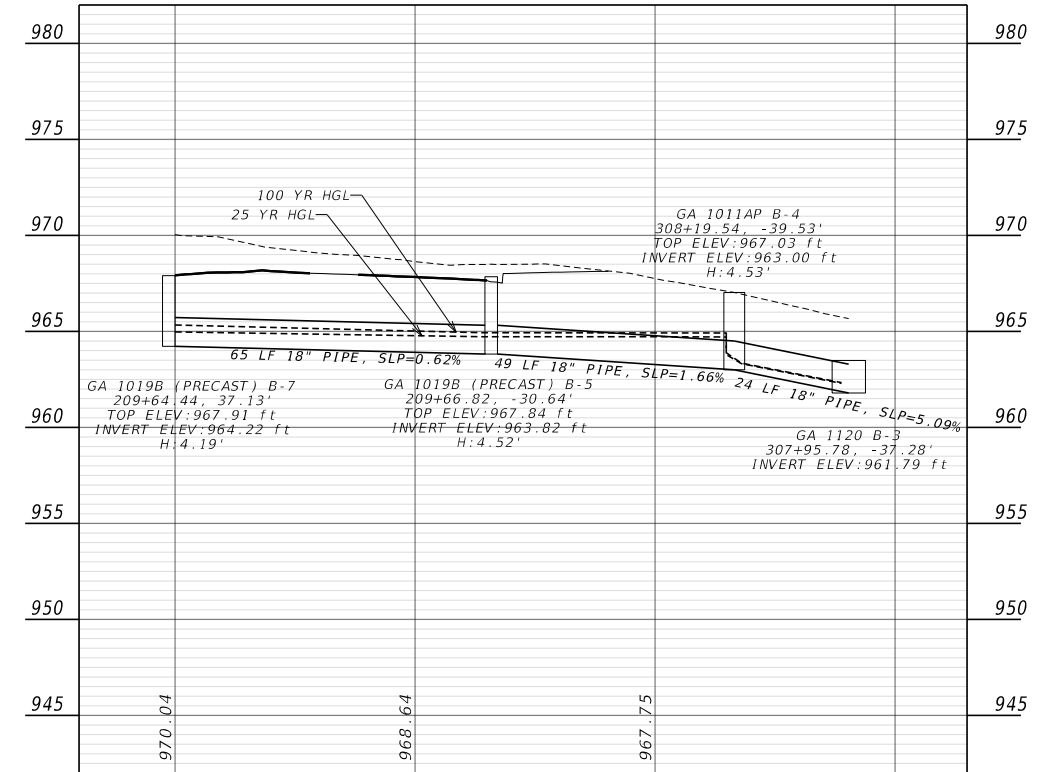 980
980
975
975
100 YR HGL
25 YR HGL
GA 1011AP B-4
308+19.54, -39.53'
TOP ELEV:967.03 ft
INVERT ELEV:963.00 ft
H:4.53'
970
970
965
965
65 LF 18" PIPE, SLP=0.62%
49 LF 18" PIPE, SLP=1.66%
24 LF 18" PIPE, SLP=5.09%
GA 1019B (PRECAST) B-7
209+64.44, 37.13'
TOP ELEV:967.91 ft
INVERT ELEV:964.22 ft
H:4.19'
GA 1019B (PRECAST) B-5
209+66.82, -30.64'
TOP ELEV:967.84 ft
INVERT ELEV:963.82 ft
H:4.52'
GA 1120 B-3
307+95.78, -37.28'
INVERT ELEV:961.79 ft
960
960
955
955
950
950
945
945
970.04
968.64
967.75